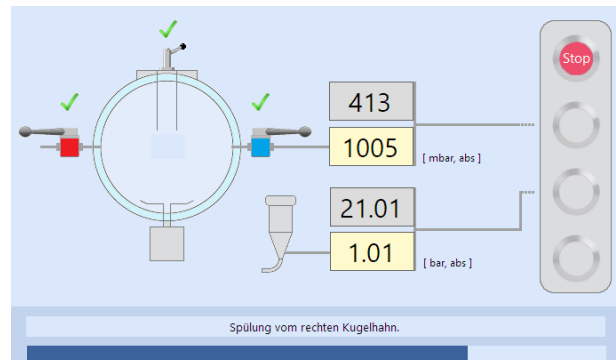 Stop
413
1005
[ mbar, abs ]
21.01
1.01
[ bar, abs ]
Spülung vom rechten Kugelhahn.